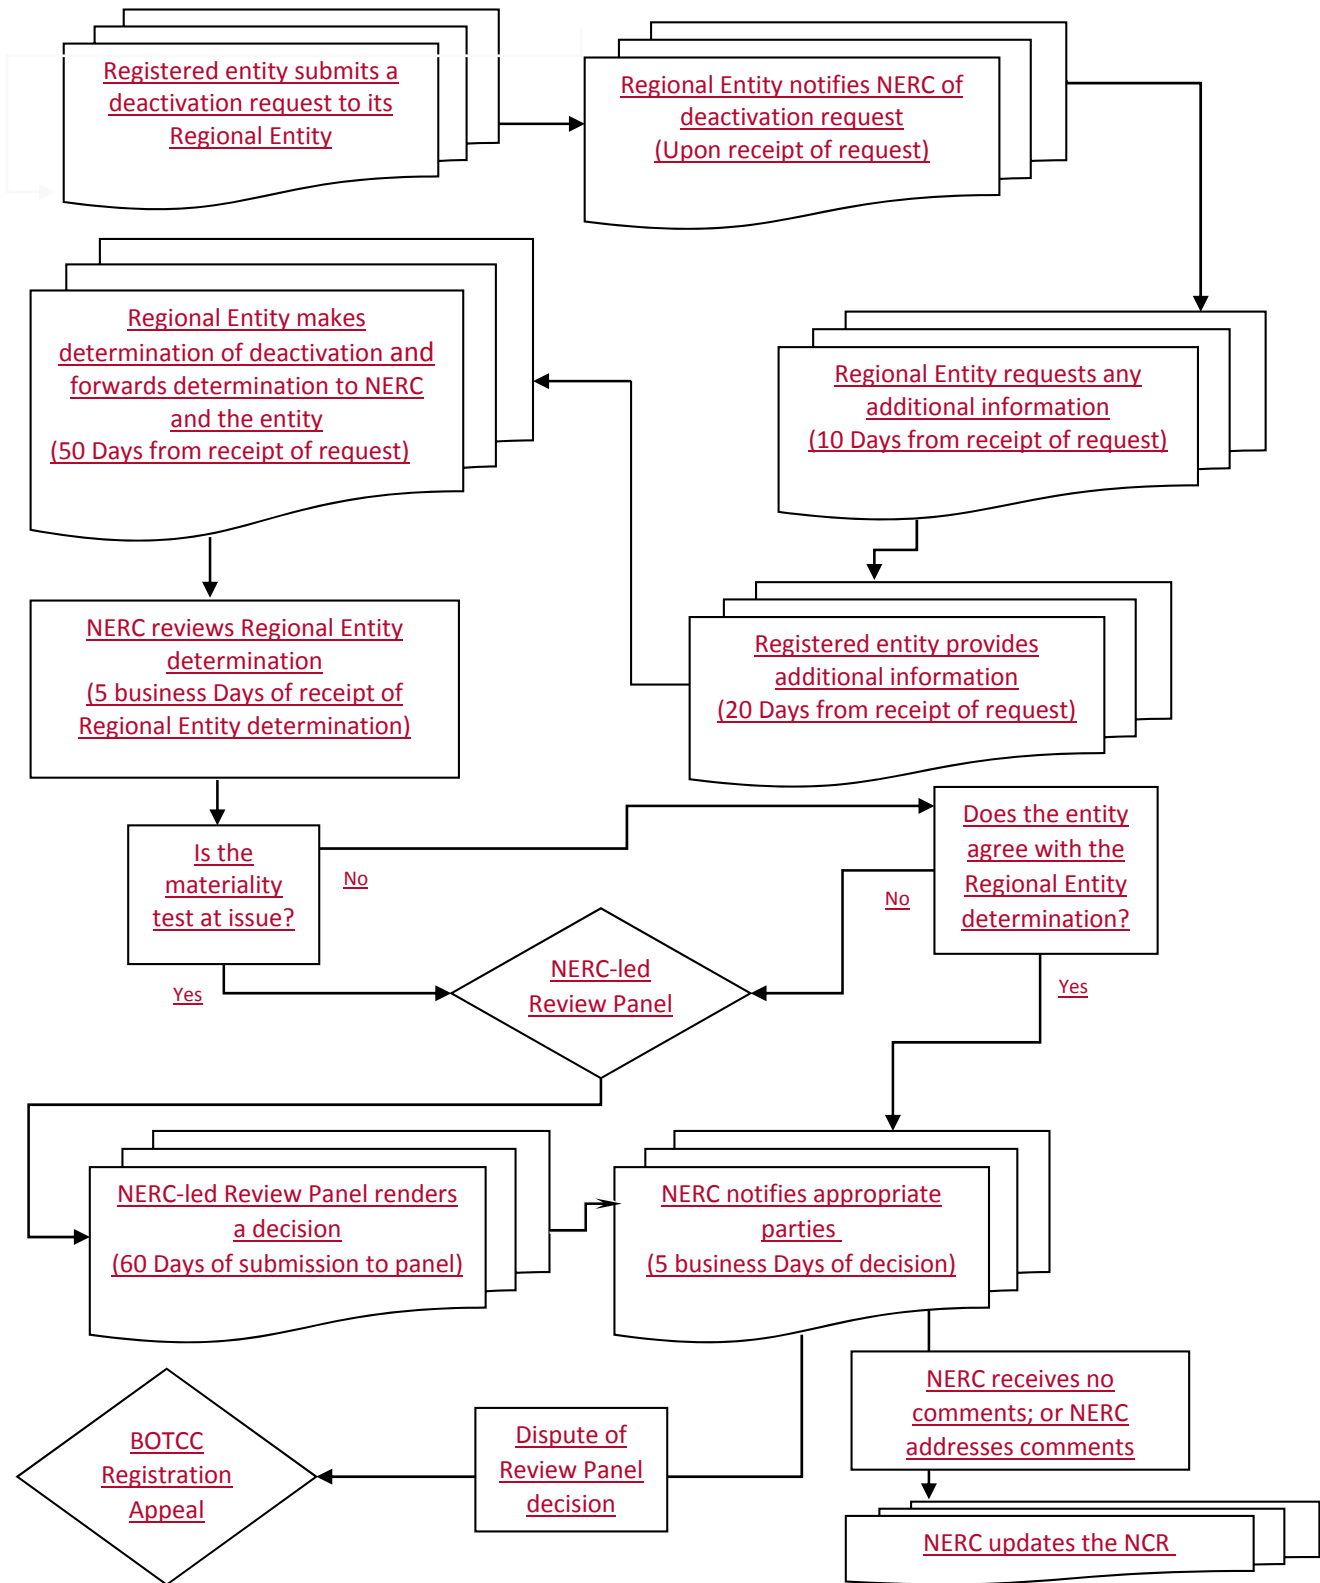 Registered entity submits a
deactivation request to its
Regional Entity
Regional Entity notifies NERC of
deactivation request
(Upon receipt of request)
Regional Entity makes
determination of deactivation and
forwards determination to NERC
and the entity
(50 Days from receipt of request)
Regional Entity requests any
additional information
(10 Days from receipt of request)
NERC reviews Regional Entity
determination
(5 business Days of receipt of
Regional Entity determination)
Registered entity provides
additional information
(20 Days from receipt of request)
Is the
materiality
test at issue?
No
Yes
Does the entity
agree with the
Regional Entity
determination?
No
Yes
NERC-led
Review Panel
NERC-led Review Panel renders
a decision
(60 Days of submission to panel)
NERC notifies appropriate
parties
(5 business Days of decision)
BOTCC
Registration
Appeal
Dispute of
Review Panel
decision
NERC receives no
comments; or NERC
addresses comments
NERC updates the NCR